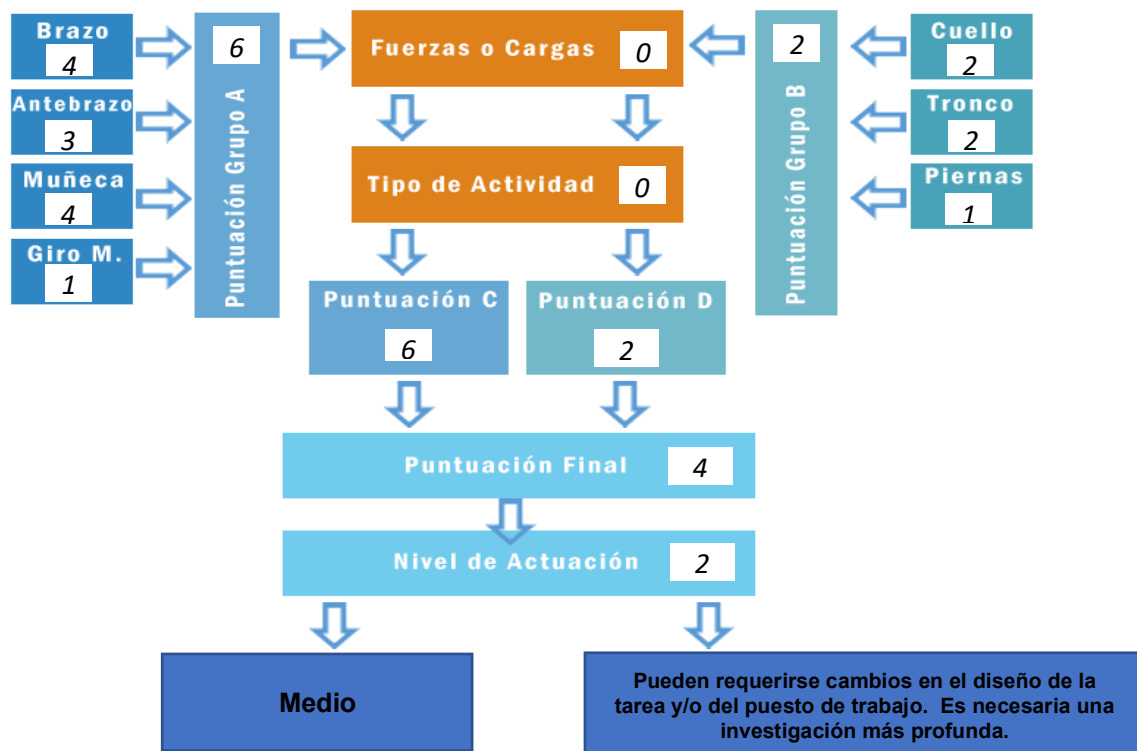 Brazo
4
Antebrazo
3
Muñeca
4
Giro M.
1
6
Puntuación Grupo A
Fuerzas o Cargas 0
Tipo de Actividad 0
2
Puntuación Grupo B
Cuello
2
Tronco
2
Piernas
1
Puntuación C
6
Puntuación D
2
Puntuación Final 4
Nivel de Actuación 2
Medio
Pueden requerirse cambios en el diseño de la
tarea y/o del puesto de trabajo. Es necesaria una
investigación más profunda.